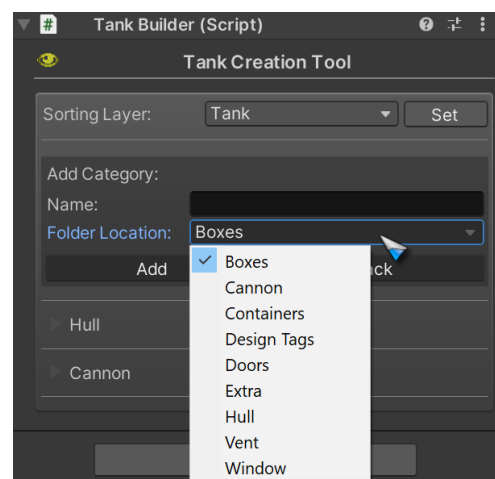 # Tank Builder (Script)
Tank Creation Tool
Sorting Layer: Tank Set
Add Category:
Name:
Folder Location: Boxes
Add ck
Boxes
Cannon
Containers
Design Tags
Doors
Extra
Hull
Vent
Window
Hull
Cannon